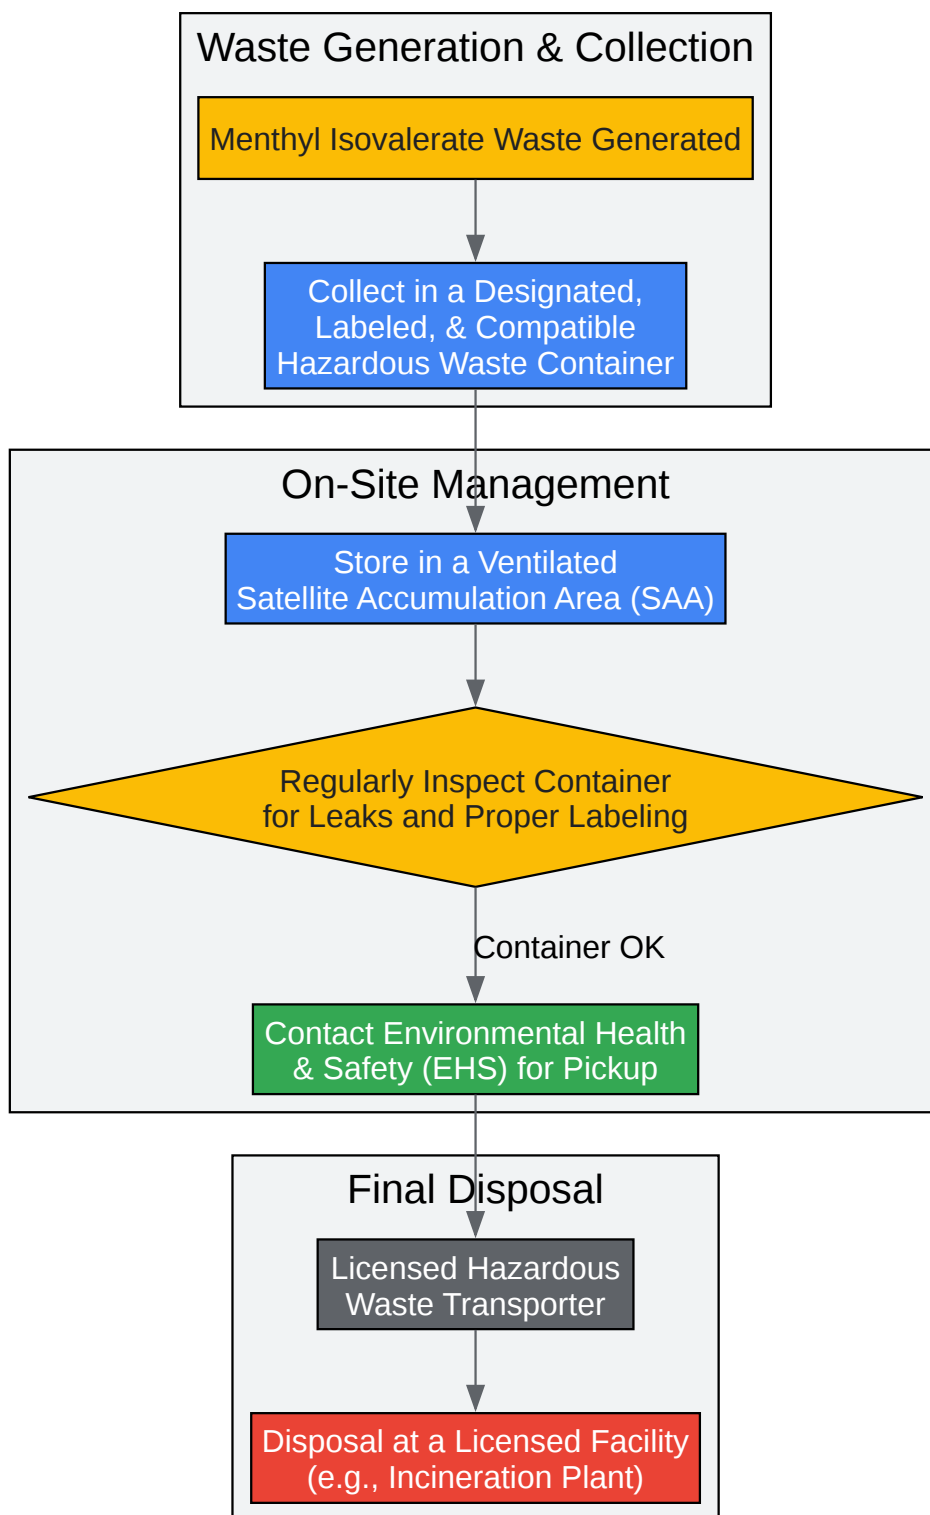 Waste Generation & Collection
Menthyl Isovalerate Waste Generated
Collect in a Designated,
Labeled, & Compatible
Hazardous Waste Container
On-Site Management
Store in a Ventilated
Satellite Accumulation Area (SAA)
Regularly Inspect Container
for Leaks and Proper Labeling
Container OK
Contact Environmental Health
& Safety (EHS) for Pickup
Final Disposal
Licensed Hazardous
Waste Transporter
Disposal at a Licensed Facility
(e.g., Incineration Plant)